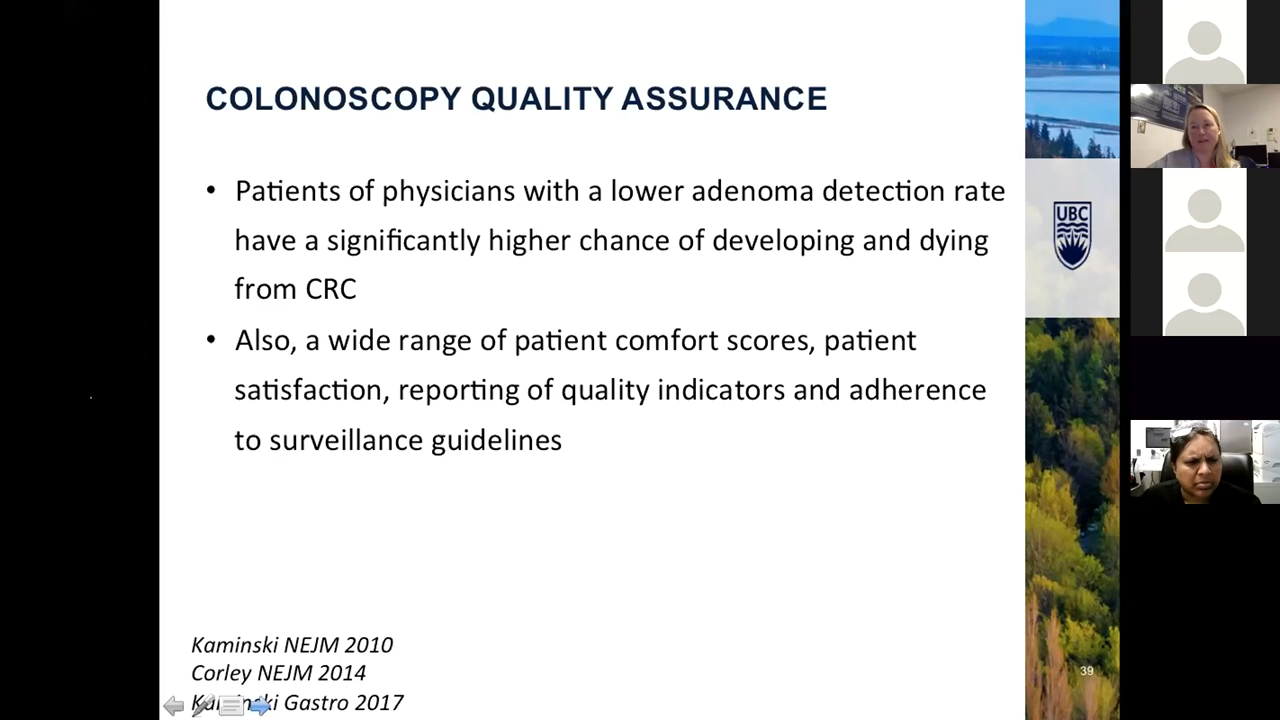 COLONOSCOPY QUALITY ASSURANCE
• Patients of physicians with a lower adenoma detection rate
have a significantly higher chance of developing and dying
from CRC
• Also, a wide range of patient comfort scores, patient
satisfaction, reporting of quality indicators and adherence
to surveillance guidelines
Kaminski NEJM 2010
Corley NEJM 2014
Kaminski Gastro 2017
UBC
39